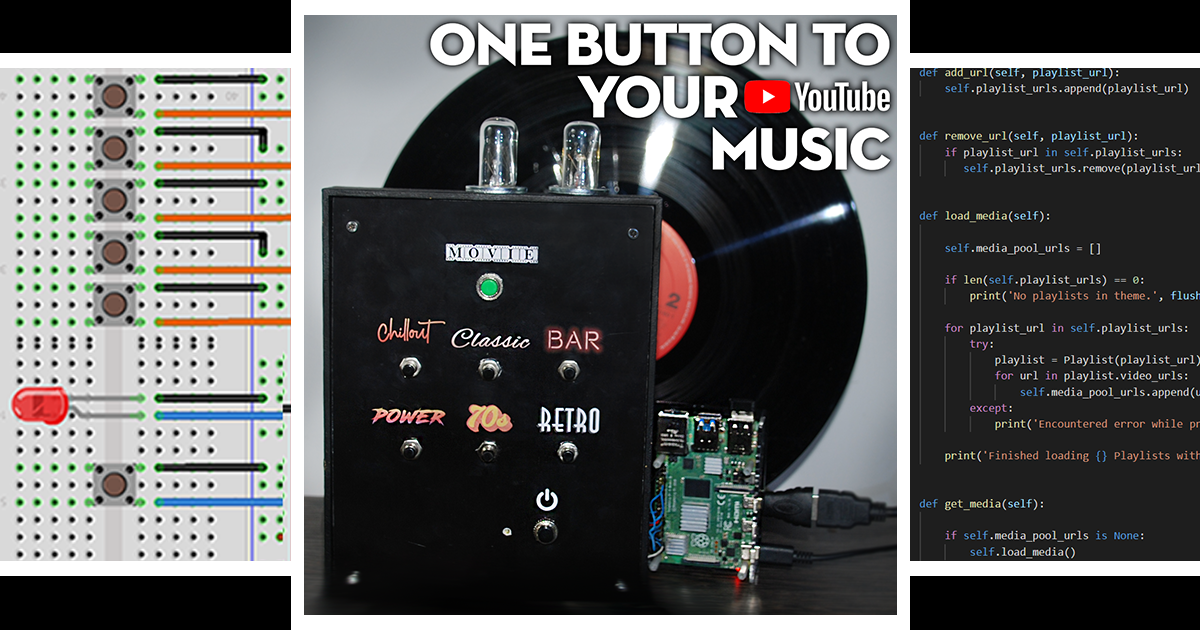 ONE BUTTON TO
YOUR YouTube
MUSIC
MOVIE
Chillout
Classic
BAR
POWER
70s
RETRO
2
def add_url(self, playlist_url):
self.playlist_urls.append(playlist_url)
def remove_url(self, playlist_url):
if playlist_url in self.playlist_urls:
self.playlist_urls.remove(playlist_url
def load_media(self):
self.media_pool_urls = []
if len(self.playlist_urls) == 0:
print('No playlists in theme.', flush
for playlist_url in self.playlist_urls:
try:
playlist = Playlist(playlist_url)
for url in playlist.video_urls:
self.media_pool_urls.append(u
except:
print('Encountered error while pr
print('Finished loading {} Playlists with
def get_media(self):
if self.media_pool_urls is None:
self.load_media()